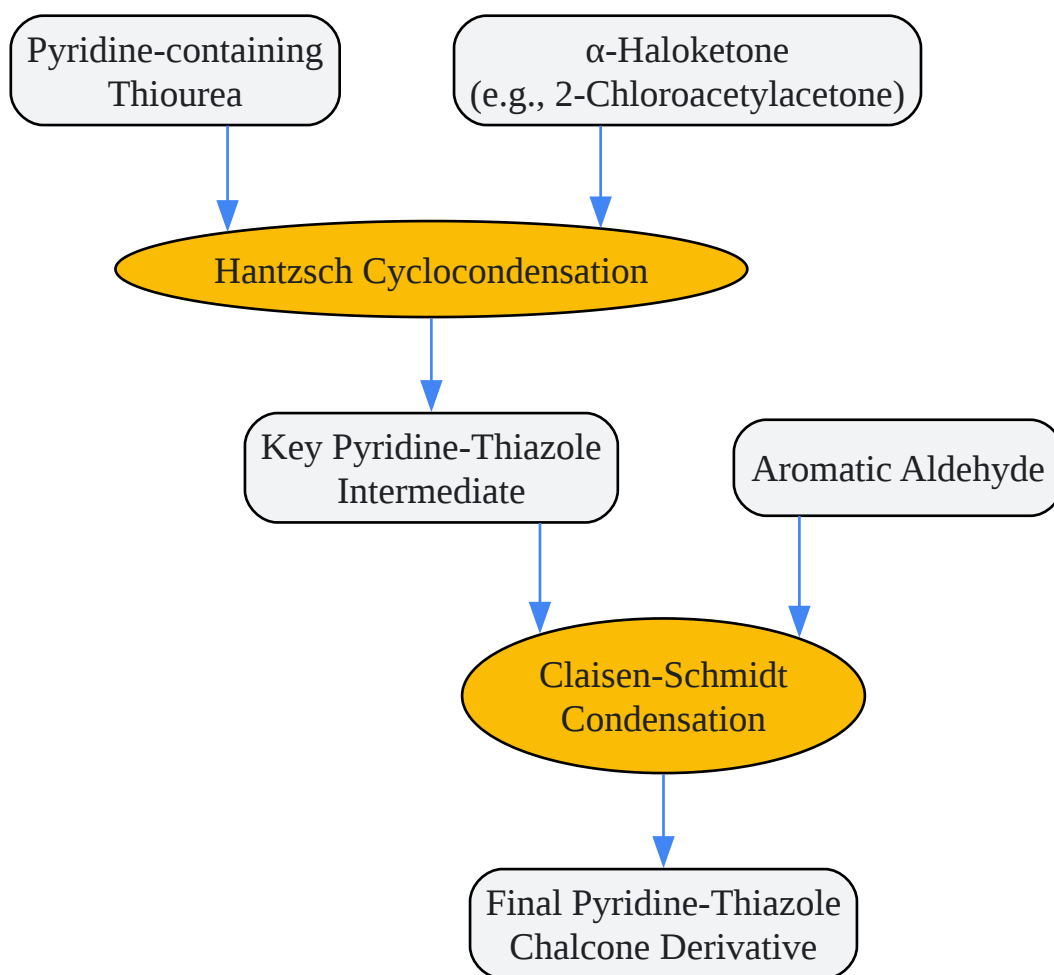 Pyridine-containing
Thiourea
α-Haloketone
(e.g., 2-Chloroacetylacetone)
Hantzsch Cyclocondensation
Key Pyridine-Thiazole
Intermediate
Aromatic Aldehyde
Claisen-Schmidt
Condensation
Final Pyridine-Thiazole
Chalcone Derivative